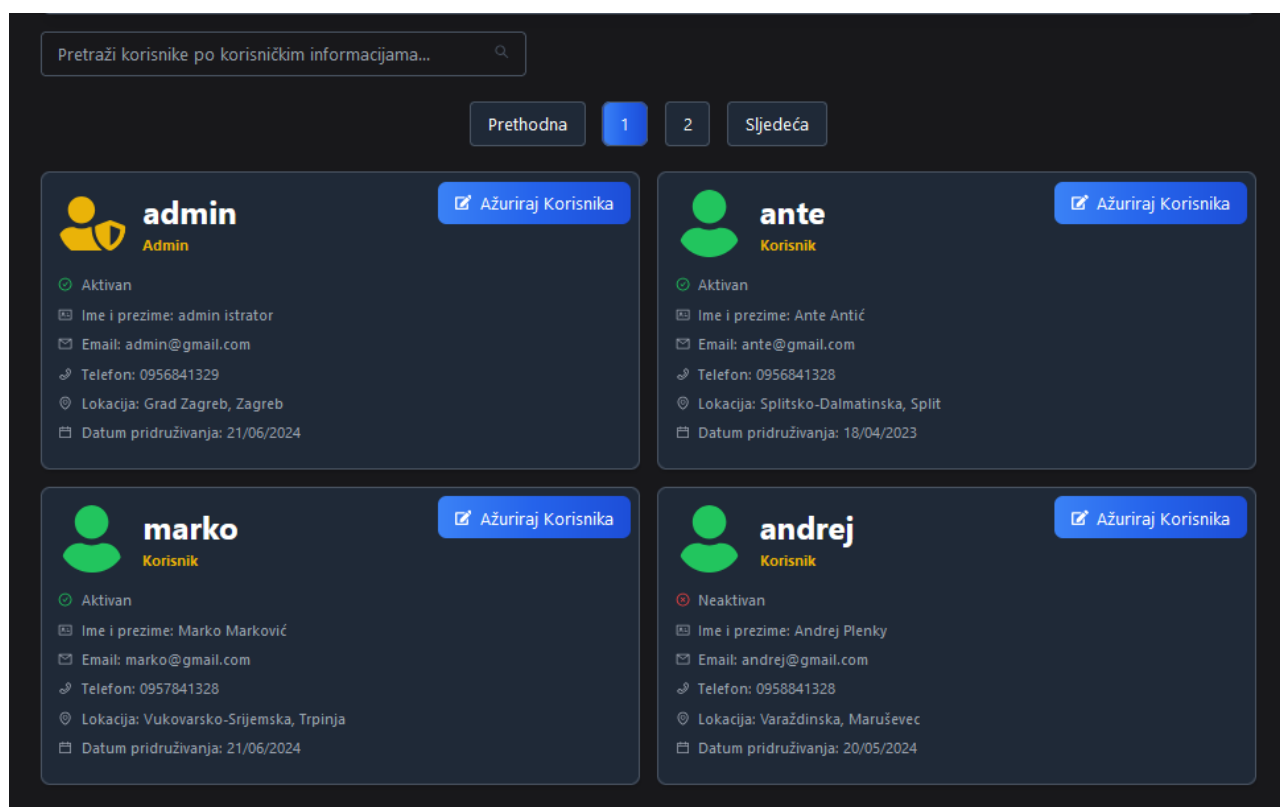 Pretraži korisnike po korisničkim informacijama...
Prethodna 1 2 Sljedeća
admin
Admin
Ažuriraj Korisnika
Aktivan
Ime i prezime: admin istrator
Email: admin@gmail.com
Telefon: 0956841329
Lokacija: Grad Zagreb, Zagreb
Datum pridruživanja: 21/06/2024
ante
Korisnik
Ažuriraj Korisnika
Aktivan
Ime i prezime: Ante Antić
Email: ante@gmail.com
Telefon: 0956841328
Lokacija: Splitsko-Dalmatinska, Split
Datum pridruživanja: 18/04/2023
marko
Korisnik
Ažuriraj Korisnika
Aktivan
Ime i prezime: Marko Marković
Email: marko@gmail.com
Telefon: 0957841328
Lokacija: Vukovarsko-Srijemska, Trpinja
Datum pridruživanja: 21/06/2024
andrej
Korisnik
Ažuriraj Korisnika
Neaktivan
Ime i prezime: Andrej Plenky
Email: andrej@gmail.com
Telefon: 0958841328
Lokacija: Varaždinska, Maruševec
Datum pridruživanja: 20/05/2024